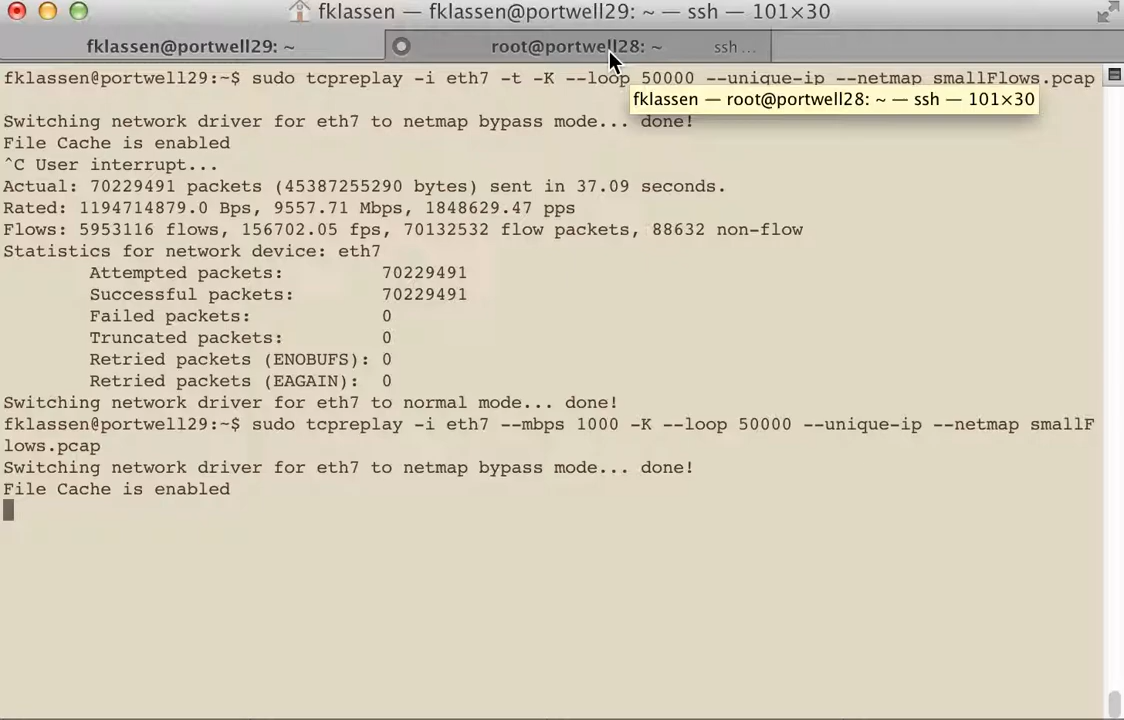 fklassen — fklassen@portwell29: ~ — ssh — 101×30
fklassen@portwell29: ~
root@portwell28: ~
ssh ...
fklassen@portwell29:~$ sudo tcpreplay -i eth7 -t -K --loop 50000 --unique-ip --netmap smallFlows.pcap
fklassen — root@portwell28: ~ — ssh — 101×30
Switching network driver for eth7 to netmap bypass mode... done!
File Cache is enabled
^C User interrupt...
Actual: 70229491 packets (45387255290 bytes) sent in 37.09 seconds.
Rated: 1194714879.0 Bps, 9557.71 Mbps, 1848629.47 pps
Flows: 5953116 flows, 156702.05 fps, 70132532 flow packets, 88632 non-flow
Statistics for network device: eth7
Attempted packets: 70229491
Successful packets: 70229491
Failed packets: 0
Truncated packets: 0
Retried packets (ENOBUFS): 0
Retried packets (EAGAIN): 0
Switching network driver for eth7 to normal mode... done!
fklassen@portwell29:~$ sudo tcpreplay -i eth7 --mbps 1000 -K --loop 50000 --unique-ip --netmap smallF
lows.pcap
Switching network driver for eth7 to netmap bypass mode... done!
File Cache is enabled